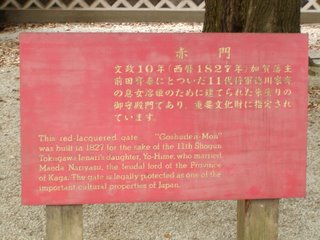 赤門
文政10年（西暦1827年）加賀藩主
前田斉泰にとついだ11代将軍徳川家斉
の息女溶姫のために建てられた朱塗りの
御守殿門であり、重要文化財に指定され
ています。
This red-lacquered gate "Goshuden-Mon"
was built in 1827 for the sake of the 11th Shogun
Tokugawa Ienari's daughter, Yo-Hime, who married
Maeda Nariyasu, the feudal lord of the Province
of Kaga. The gate is legally protected as one of the
important cultural properties of Japan.